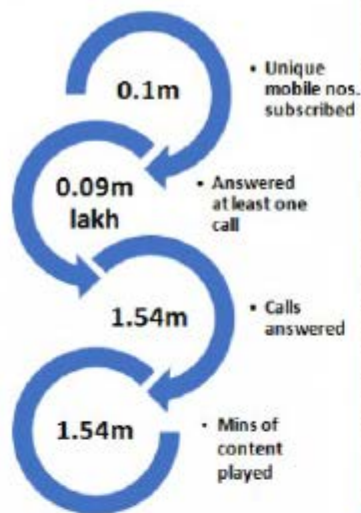 0.1m
• Unique
mobile nos.
subscribed
0.09m
lakh
• Answered
at least one
call
1.54m
• Calls
answered
1.54m
• Mins of
content
played